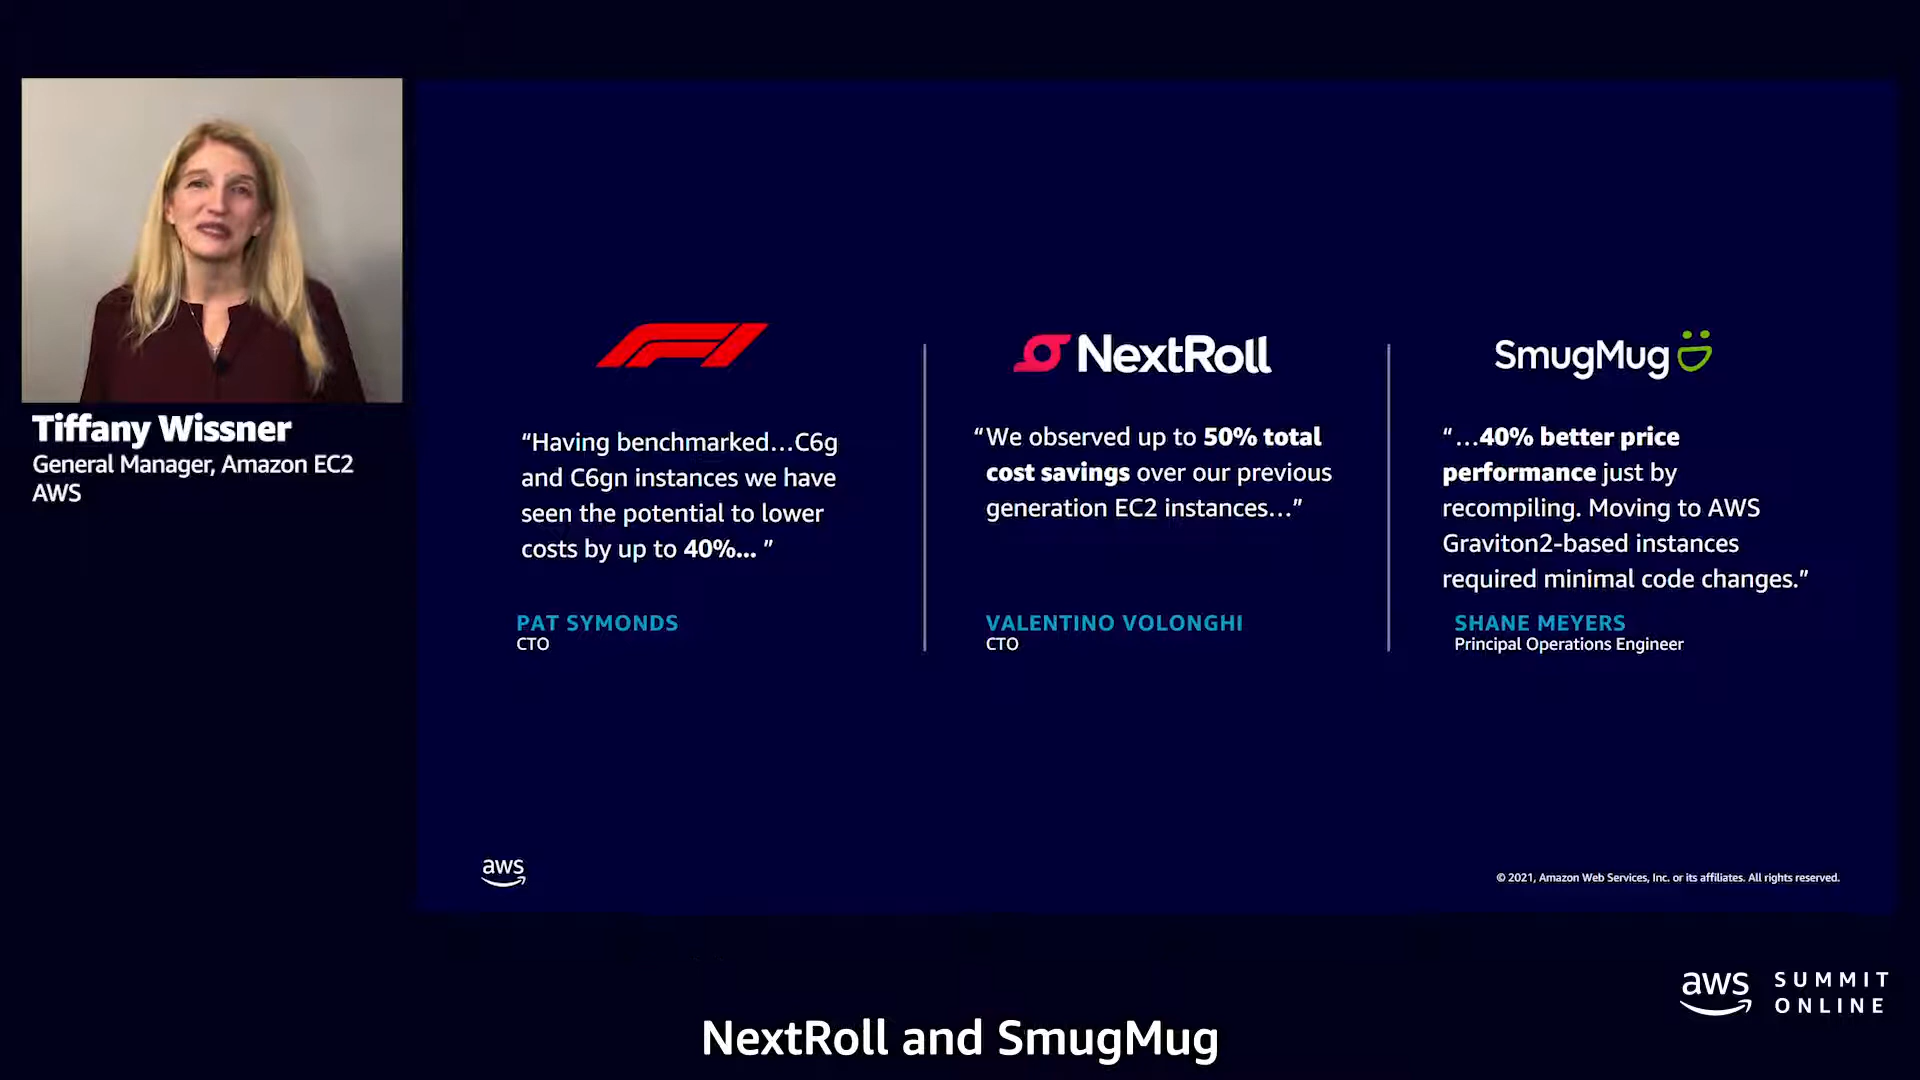 Tiffany Wissner
General Manager, Amazon EC2
AWS
F1
“Having benchmarked...C6g
and C6gn instances we have
seen the potential to lower
costs by up to 40%... ”
PAT SYMONDS
CTO
NextRoll
“We observed up to 50% total
cost savings over our previous
generation EC2 instances...”
VALENTINO VOLONGHI
CTO
SmugMug
“...40% better price
performance just by
recompiling. Moving to AWS
Graviton2-based instances
required minimal code changes.”
SHANE MEYERS
Principal Operations Engineer
aws
© 2021, Amazon Web Services, Inc. or its affiliates. All rights reserved.
aws
SUMMIT
ONLINE
NextRoll and SmugMug